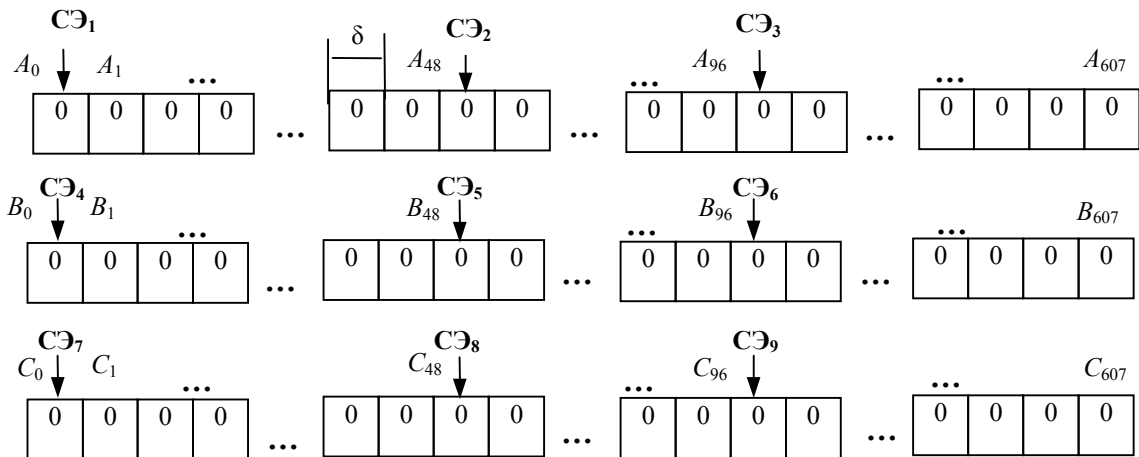 СЭ₁ δ СЭ₂ СЭ₃
A₀ A₁ ... A₄₈ ... A₉₆ ... A₆₀₇
0 0 0 0 ... 0 0 0 0 ... 0 0 0 0 ... 0 0 0 0
СЭ₄ СЭ₅ СЭ₆
B₀ B₁ ... B₄₈ ... B₉₆ ... B₆₀₇
0 0 0 0 ... 0 0 0 0 ... 0 0 0 0 ... 0 0 0 0
СЭ₇ СЭ₈ СЭ₉
C₀ C₁ ... C₄₈ ... C₉₆ ... C₆₀₇
0 0 0 0 ... 0 0 0 0 ... 0 0 0 0 ... 0 0 0 0